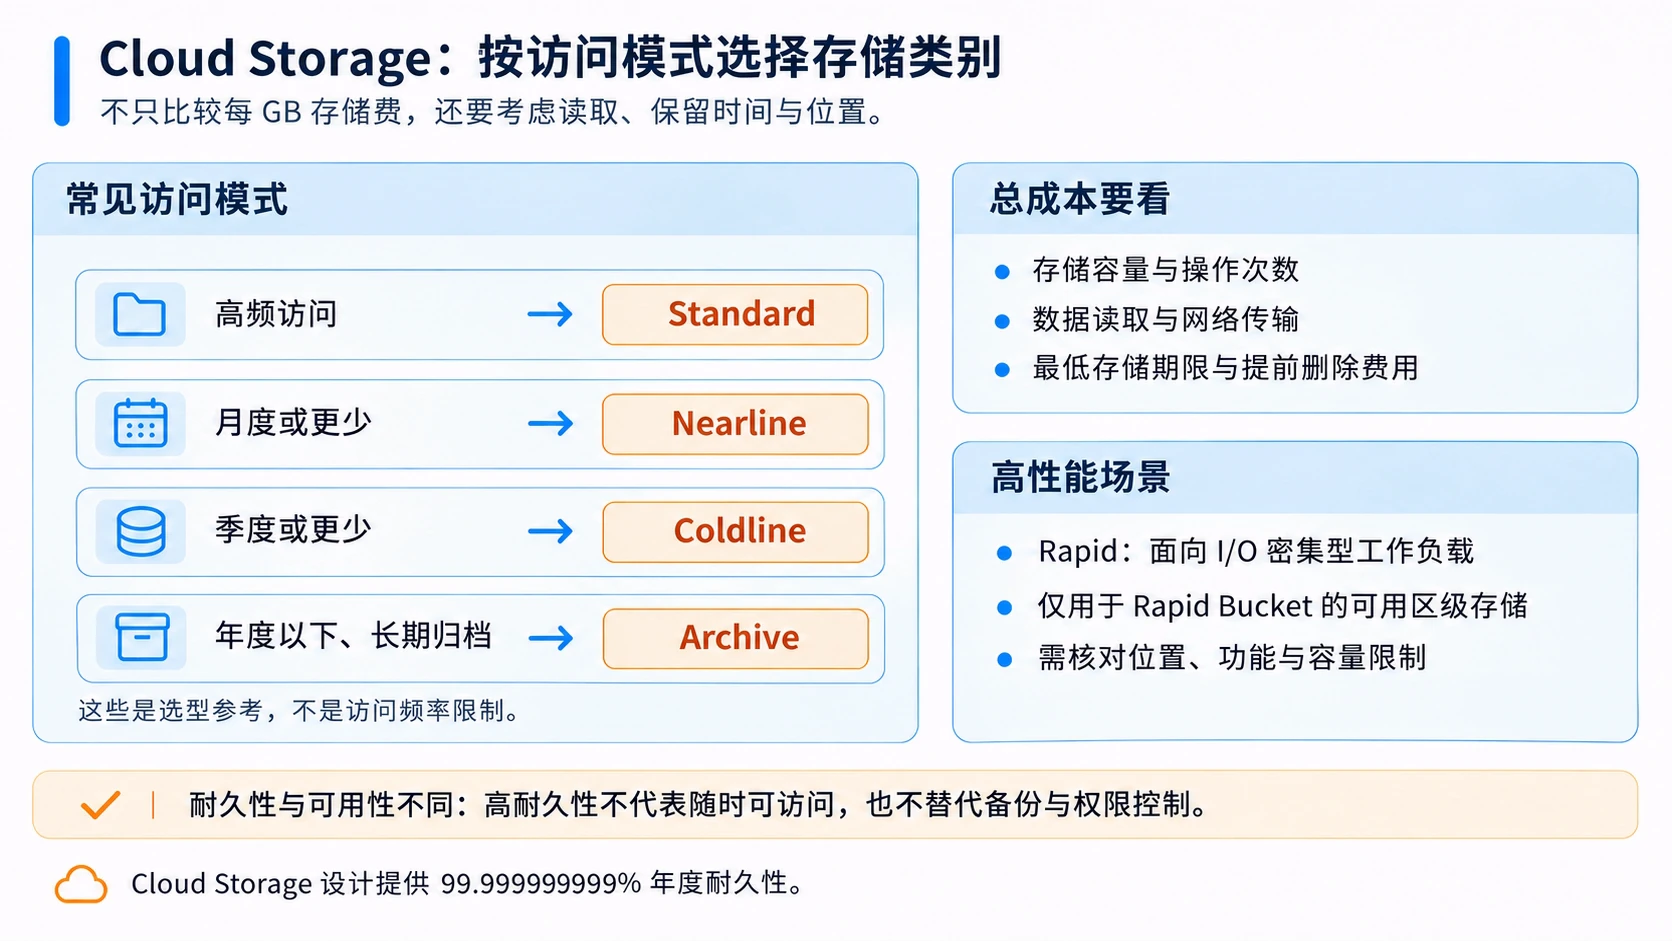 Cloud Storage：按访问模式选择存储类别
不只比较每 GB 存储费，还要考虑读取、保留时间与位置。
常见访问模式
高频访问 → Standard
月度或更少 → Nearline
季度或更少 → Coldline
年度以下、长期归档 → Archive
这些是选型参考，不是访问频率限制。
总成本要看
● 存储容量与操作次数
● 数据读取与网络传输
● 最低存储期限与提前删除费用
高性能场景
● Rapid：面向 I/O 密集型工作负载
● 仅用于 Rapid Bucket 的可用区级存储
● 需核对位置、功能与容量限制
耐久性与可用性不同：高耐久性不代表随时可访问，也不替代备份与权限控制。
Cloud Storage 设计提供 99.999999999% 年度耐久性。